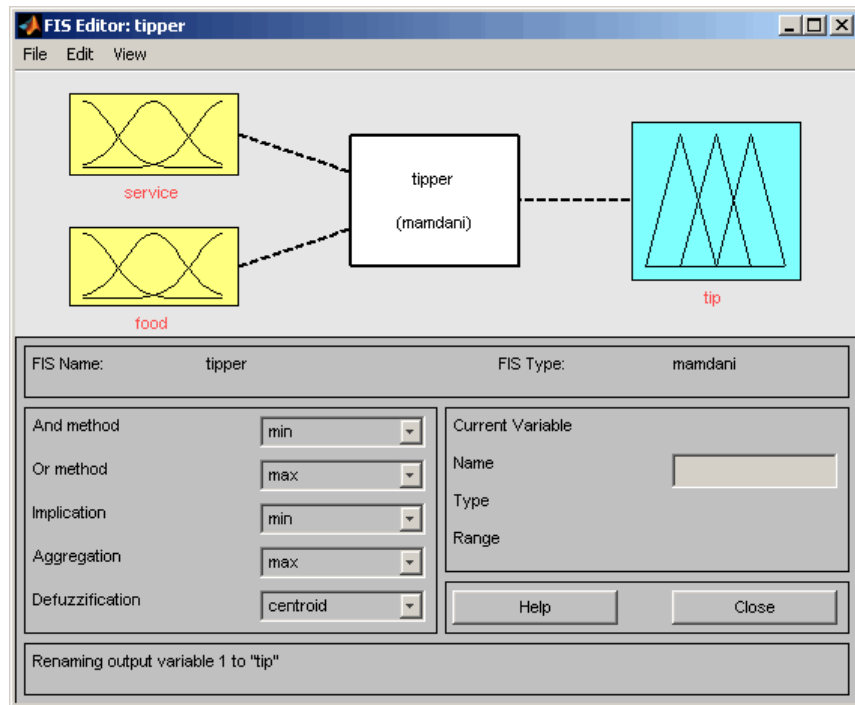 FIS Editor: tipper
File Edit View
service
food
tipper
(mamdani)
tip
FIS Name: tipper FIS Type: mamdani
And method min
Or method max
Implication min
Aggregation max
Defuzzification centroid
Current Variable
Name
Type
Range
Help Close
Renaming output variable 1 to "tip"